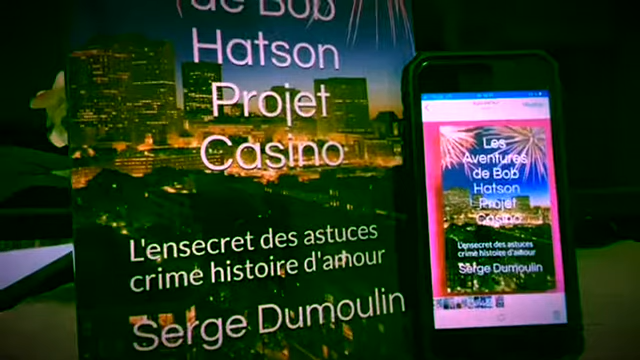 de Bob
Hatson
Projet
Casino
L'ensecret des astuces
crime histoire d'amour
Serge Dumoulin
Les
Aventures
de Bob
Hatson
Projet
Casino
L'ensecret des astuces
crime histoire d'amour
Serge Dumoulin